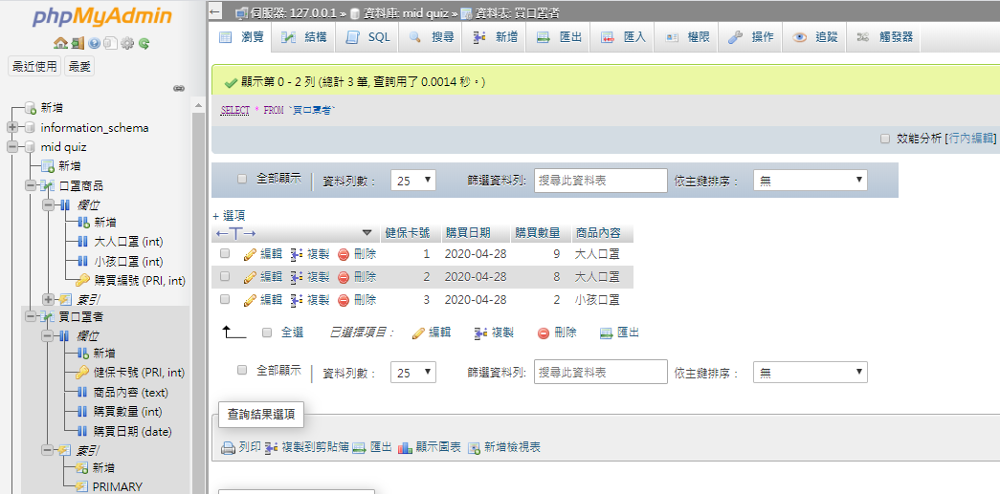 phpMyAdmin
最近使用 最愛
新增
information_schema
mid quiz
新增
口罩商品
欄位
新增
大人口罩 (int)
小孩口罩 (int)
購買編號 (PRI, int)
索引
買口罩者
欄位
新增
健保卡號 (PRI, int)
商品內容 (text)
購買數量 (int)
購買日期 (date)
索引
新增
PRIMARY
伺服器: 127.0.0.1 » 資料庫: mid quiz » 資料表: 買口罩者
瀏覽 結構 SQL 搜尋 新增 匯出 匯入 權限 操作 追蹤 觸發器
顯示第 0 - 2 列 (總計 3 筆, 查詢用了 0.0014 秒。)
SELECT * FROM `買口罩者`
效能分析 [行內編輯]
全部顯示 資料列數： 25 篩選資料列: 搜尋此資料表 依主鍵排序： 無
+ 選項
←T→ 健保卡號 購買日期 購買數量 商品內容
編輯 複製 刪除 1 2020-04-28 9 大人口罩
編輯 複製 刪除 2 2020-04-28 8 大人口罩
編輯 複製 刪除 3 2020-04-28 2 小孩口罩
全選 已選擇項目： 編輯 複製 刪除 匯出
全部顯示 資料列數： 25 篩選資料列: 搜尋此資料表 依主鍵排序： 無
查詢結果選項
列印 複製到剪貼簿 匯出 顯示圖表 新增檢視表